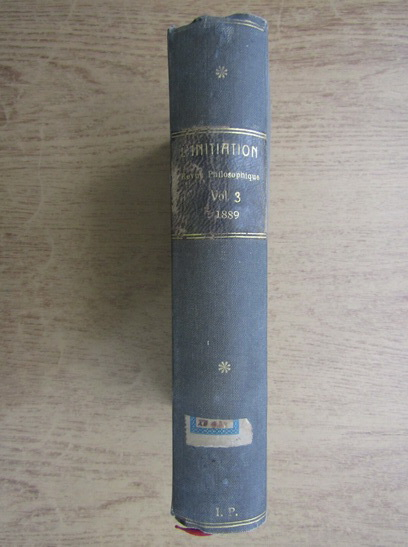 L'INITIATION
Revue Philosophique
Vol. 3
1889
I. P.